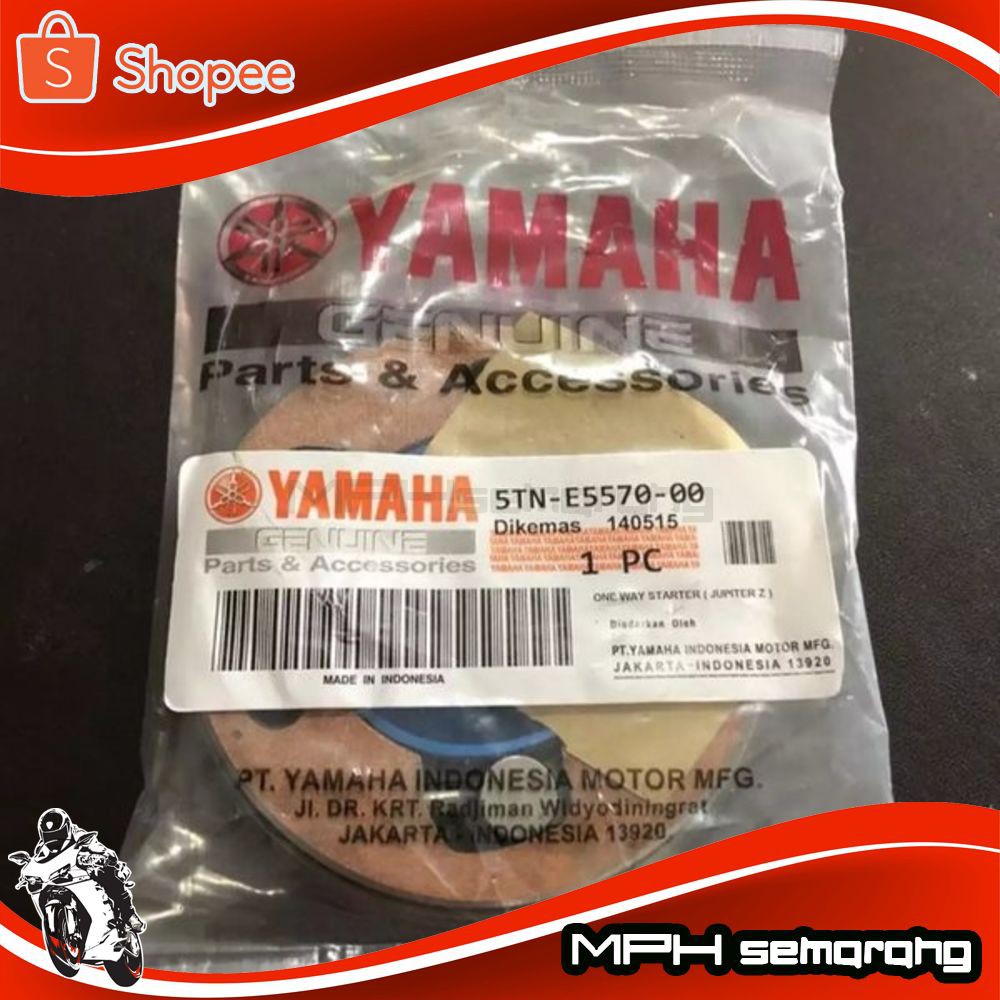 Shopee
YAMAHA
GENUINE
Parts & Accessories
YAMAHA
GENUINE
Parts & Accessories
5TN-E5570-00
Dikemas 140515
1 PC
ONE WAY STARTER ( JUPITER Z )
Diedarkan Oleh
PT.YAMAHA INDONESIA MOTOR MFG.
JAKARTA-INDONESIA 13920
MADE IN INDONESIA
PT. YAMAHA INDONESIA MOTOR MFG.
Jl. DR. KRT. Radjiman Widyodiningrat
JAKARTA - INDONESIA 13920
MPH semarang